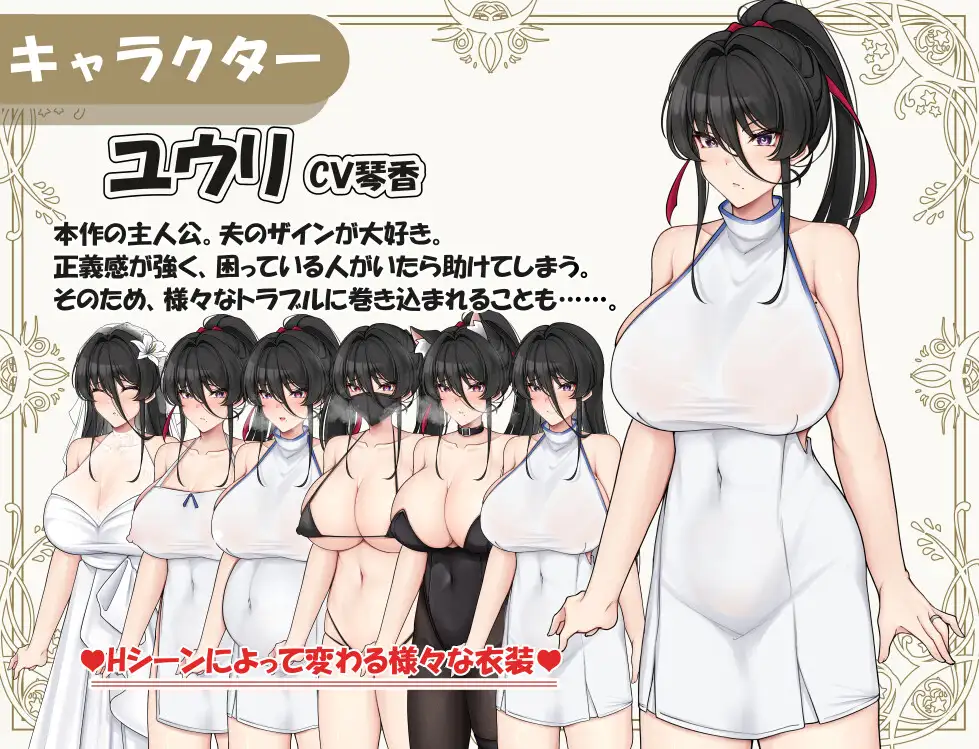 キャラクター
ユウリ CV琴香
本作の主人公。夫のザインが大好き。
正義感が強く、困っている人がいたら助けてしまう。
そのため、様々なトラブルに巻き込まれることも……。
♥Hシーンによって変わる様々な衣装♥